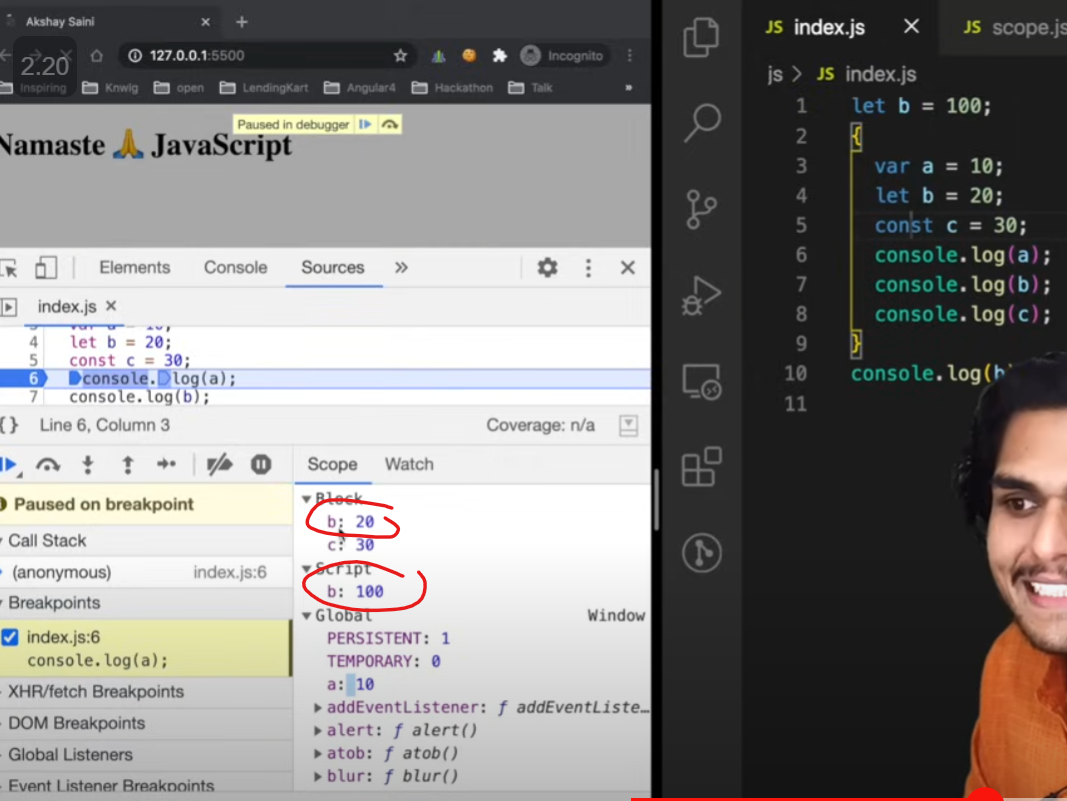 Akshay Saini
127.0.0.1:5500
Incognito
2.20
Inspiring Knwig open LendingKart Angular4 Hackathon Talk »
Paused in debugger
Namaste 🙏 JavaScript
Elements Console Sources »
index.js
4 let b = 20;
5 const c = 30;
6 console.log(a);
7 console.log(b);
{} Line 6, Column 3 Coverage: n/a
Scope Watch
Paused on breakpoint
Call Stack
(anonymous) index.js:6
Breakpoints
index.js:6
console.log(a);
XHR/fetch Breakpoints
DOM Breakpoints
Global Listeners
Event Listener Breakpoints
Block
b: 20
c: 30
Script
b: 100
Global Window
PERSISTENT: 1
TEMPORARY: 0
a: 10
addEventListener: ƒ addEventListe…
alert: ƒ alert()
atob: ƒ atob()
blur: ƒ blur()
JS index.js JS scope.js
js > JS index.js
1 let b = 100;
2 {
3 var a = 10;
4 let b = 20;
5 const c = 30;
6 console.log(a);
7 console.log(b);
8 console.log(c);
9 }
10 console.log(b
11